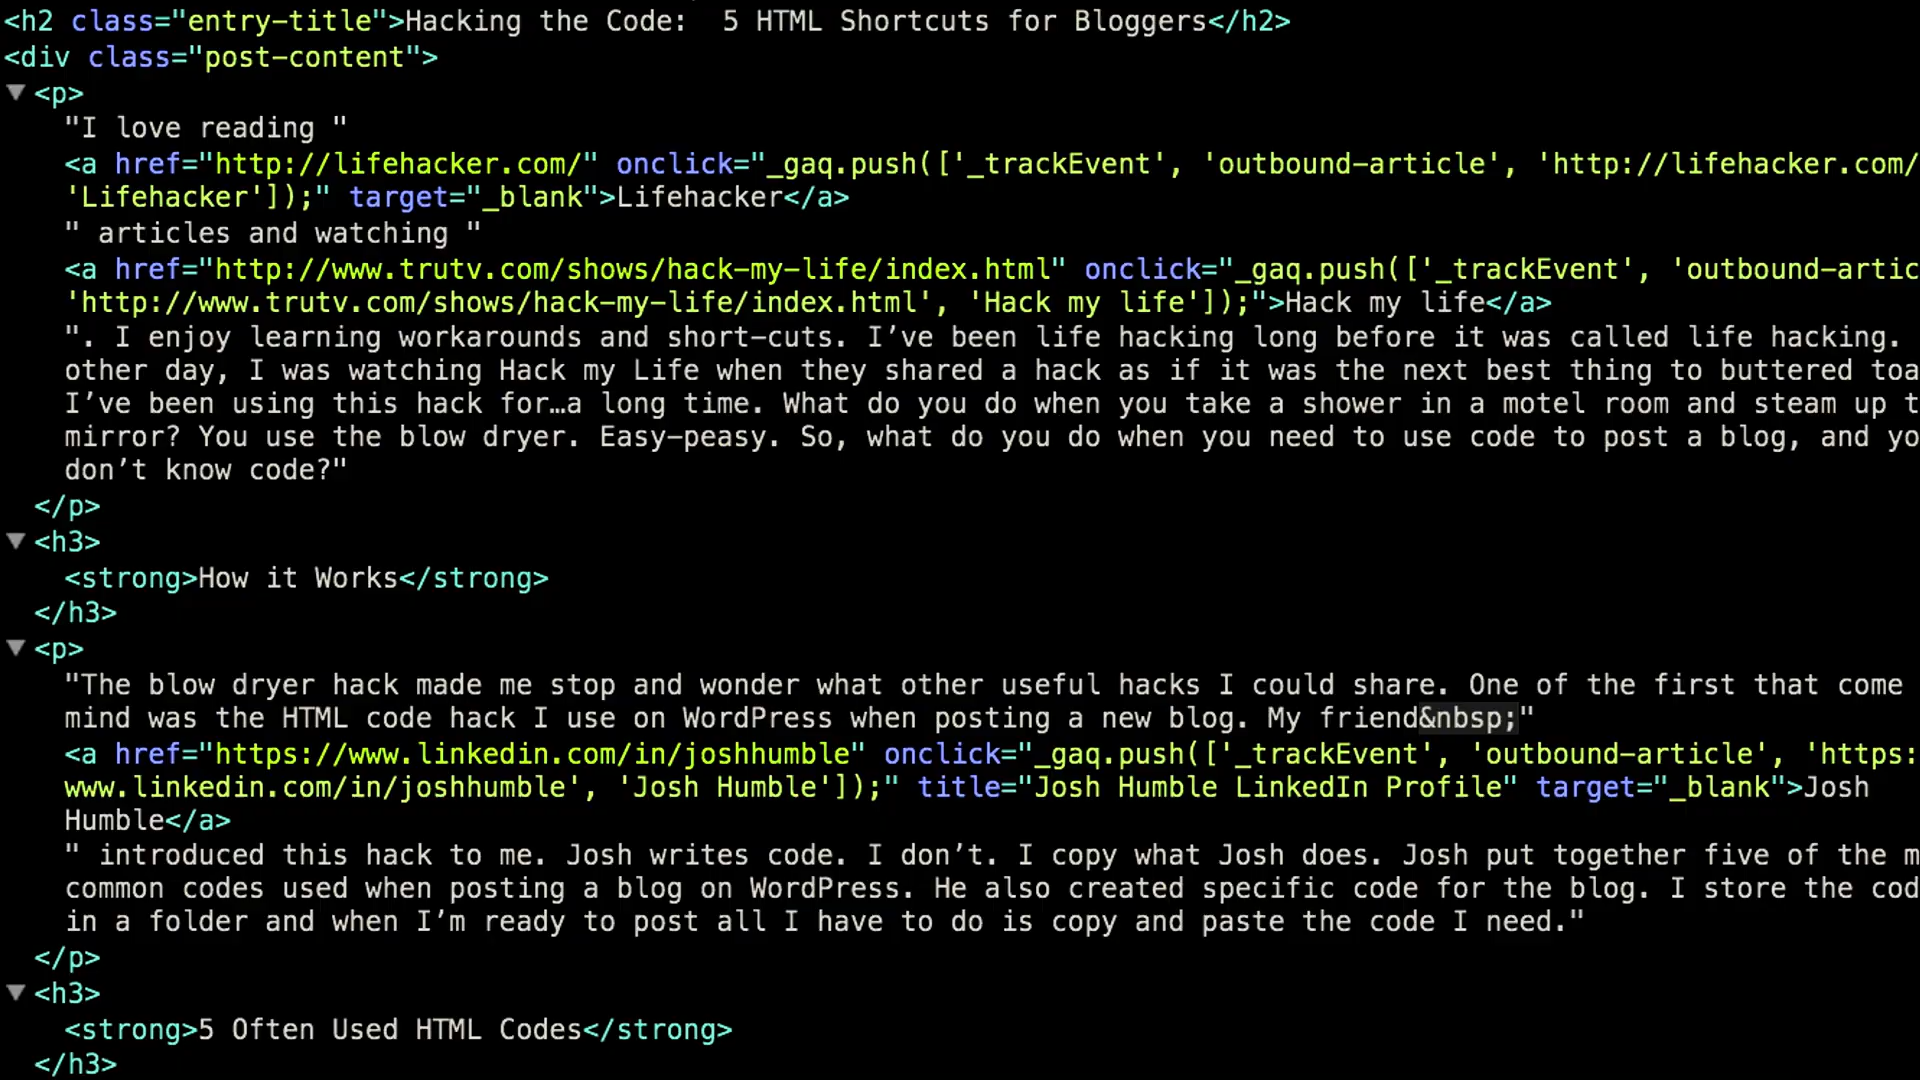 <h2 class="entry-title">Hacking the Code:  5 HTML Shortcuts for Bloggers</h2>
<div class="post-content">
▼ <p>
"I love reading "
<a href="http://lifehacker.com/" onclick="_gaq.push(['_trackEvent', 'outbound-article', 'http://lifehacker.com/
'Lifehacker']);" target="_blank">Lifehacker</a>
" articles and watching "
<a href="http://www.trutv.com/shows/hack-my-life/index.html" onclick="_gaq.push(['_trackEvent', 'outbound-artic
'http://www.trutv.com/shows/hack-my-life/index.html', 'Hack my life']);">Hack my life</a>
". I enjoy learning workarounds and short-cuts. I’ve been life hacking long before it was called life hacking.
other day, I was watching Hack my Life when they shared a hack as if it was the next best thing to buttered toa
I’ve been using this hack for…a long time. What do you do when you take a shower in a motel room and steam up t
mirror? You use the blow dryer. Easy-peasy. So, what do you do when you need to use code to post a blog, and yo
don’t know code?"
</p>
▼ <h3>
<strong>How it Works</strong>
</h3>
▼ <p>
"The blow dryer hack made me stop and wonder what other useful hacks I could share. One of the first that come
mind was the HTML code hack I use on WordPress when posting a new blog. My friend&nbsp;"
<a href="https://www.linkedin.com/in/joshhumble" onclick="_gaq.push(['_trackEvent', 'outbound-article', 'https:
www.linkedin.com/in/joshhumble', 'Josh Humble']);" title="Josh Humble LinkedIn Profile" target="_blank">Josh
Humble</a>
" introduced this hack to me. Josh writes code. I don’t. I copy what Josh does. Josh put together five of the m
common codes used when posting a blog on WordPress. He also created specific code for the blog. I store the cod
in a folder and when I’m ready to post all I have to do is copy and paste the code I need."
</p>
▼ <h3>
<strong>5 Often Used HTML Codes</strong>
</h3>